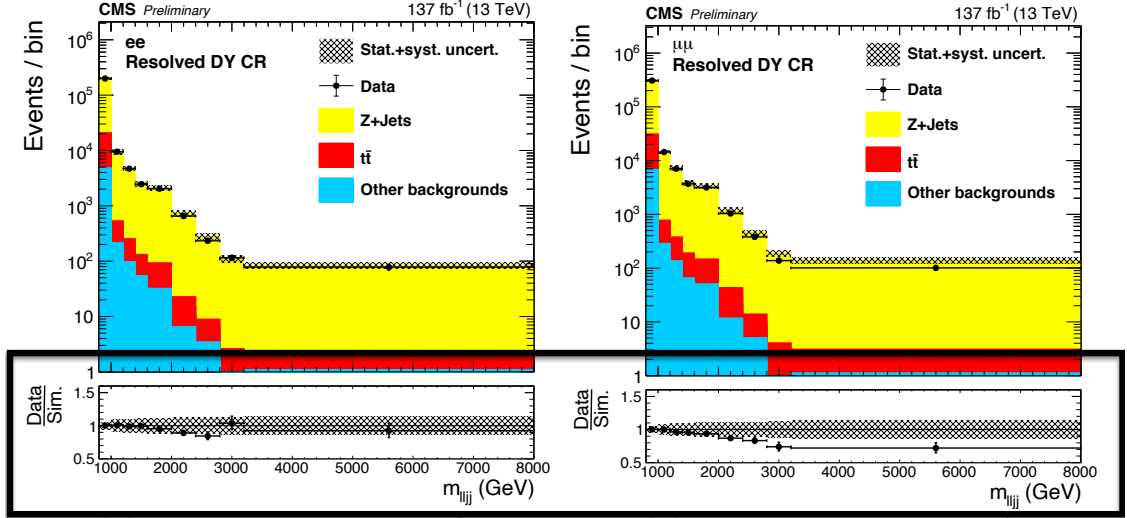 CMS Preliminary 137 fb⁻¹ (13 TeV)
Events / bin
10⁶
10⁵
10⁴
10³
10²
10
1
ee
Resolved DY CR
Stat.+syst. uncert.
Data
Z+Jets
tt̄
Other backgrounds
Data
Sim.
1.5
1
0.5
1000 2000 3000 4000 5000 6000 7000 8000
m_lljj (GeV)
CMS Preliminary 137 fb⁻¹ (13 TeV)
Events / bin
10⁶
10⁵
10⁴
10³
10²
10
1
μμ
Resolved DY CR
Stat.+syst. uncert.
Data
Z+Jets
tt̄
Other backgrounds
Data
Sim.
1.5
1
0.5
1000 2000 3000 4000 5000 6000 7000 8000
m_lljj (GeV)